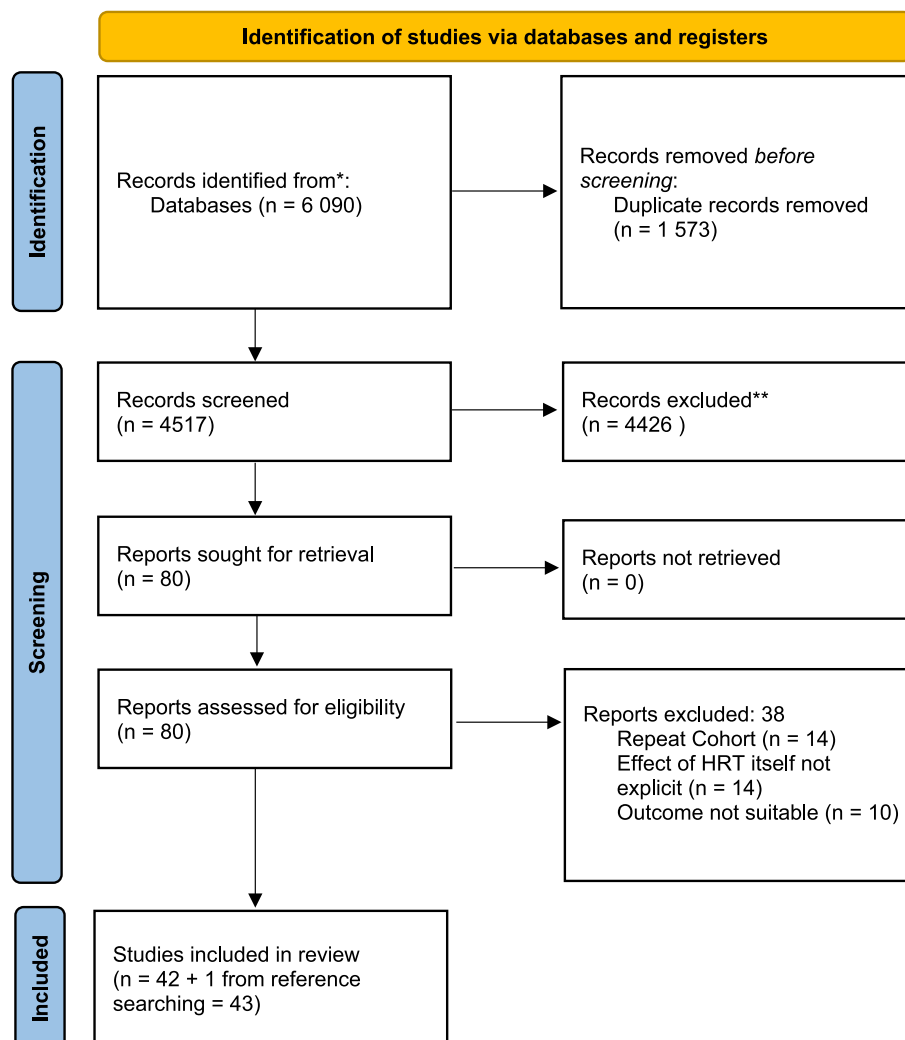 Identification of studies via databases and registers
Identification
Records identified from*:
Databases (n = 6 090)
Records removed before
screening:
Duplicate records removed
(n = 1 573)
Screening
Records screened
(n = 4517)
Records excluded**
(n = 4426 )
Reports sought for retrieval
(n = 80)
Reports not retrieved
(n = 0)
Reports assessed for eligibility
(n = 80)
Reports excluded: 38
Repeat Cohort (n = 14)
Effect of HRT itself not
explicit (n = 14)
Outcome not suitable (n = 10)
Included
Studies included in review
(n = 42 + 1 from reference
searching = 43)